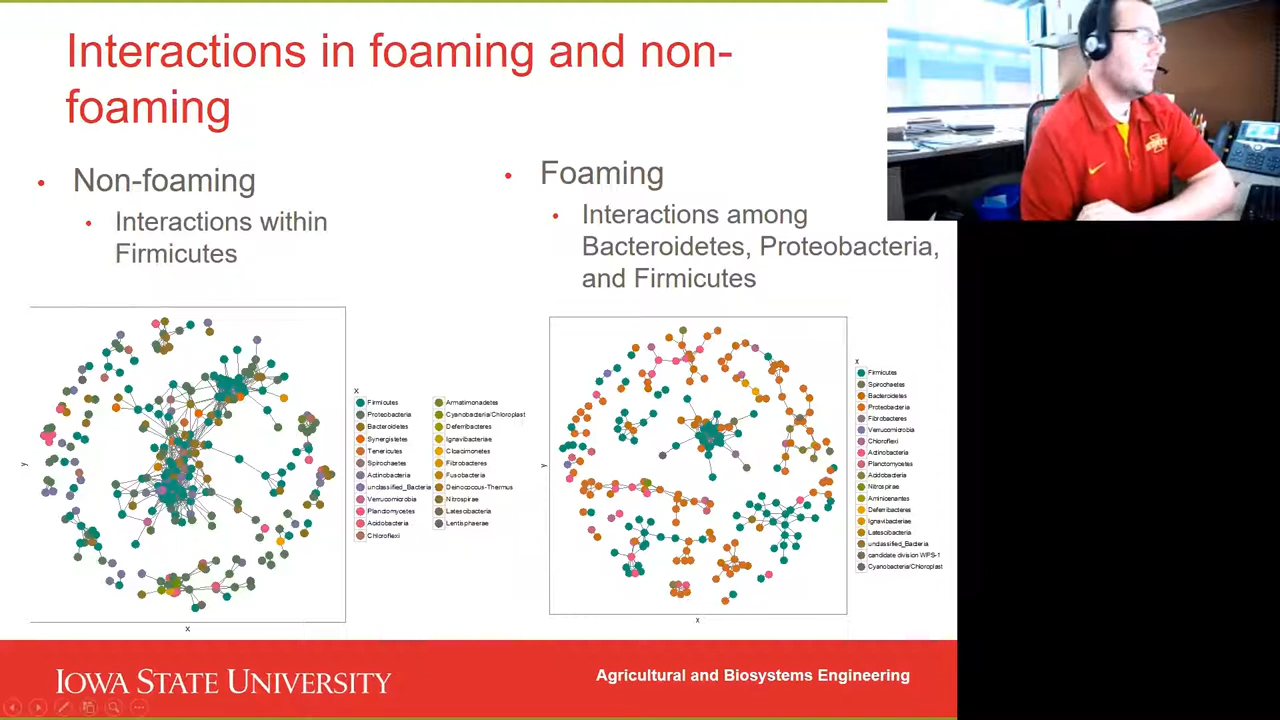 Interactions in foaming and non-
foaming
• Non-foaming
• Interactions within
Firmicutes
• Foaming
• Interactions among
Bacteroidetes, Proteobacteria,
and Firmicutes
y
x
x
Firmicutes
Proteobacteria
Bacteroidetes
Synergistetes
Tenericutes
Spirochaetes
Actinobacteria
unclassified_Bacteria
Verrucomicrobia
Planctomycetes
Acidobacteria
Chloroflexi
Armatimonadetes
Cyanobacteria/Chloroplast
Deferribacteres
Ignavibacteriae
Cloacimonetes
Fibrobacteres
Fusobacteria
Deinococcus-Thermus
Nitrospirae
Latescibacteria
Lentisphaerae
y
x
x
Firmicutes
Spirochaetes
Bacteroidetes
Proteobacteria
Fibrobacteres
Verrucomicrobia
Chloroflexi
Actinobacteria
Planctomycetes
Acidobacteria
Nitrospirae
Aminicenantes
Deferribacteres
Ignavibacteriae
Latescibacteria
unclassified_Bacteria
candidate division WPS-1
Cyanobacteria/Chloroplast
IOWA STATE UNIVERSITY
Agricultural and Biosystems Engineering